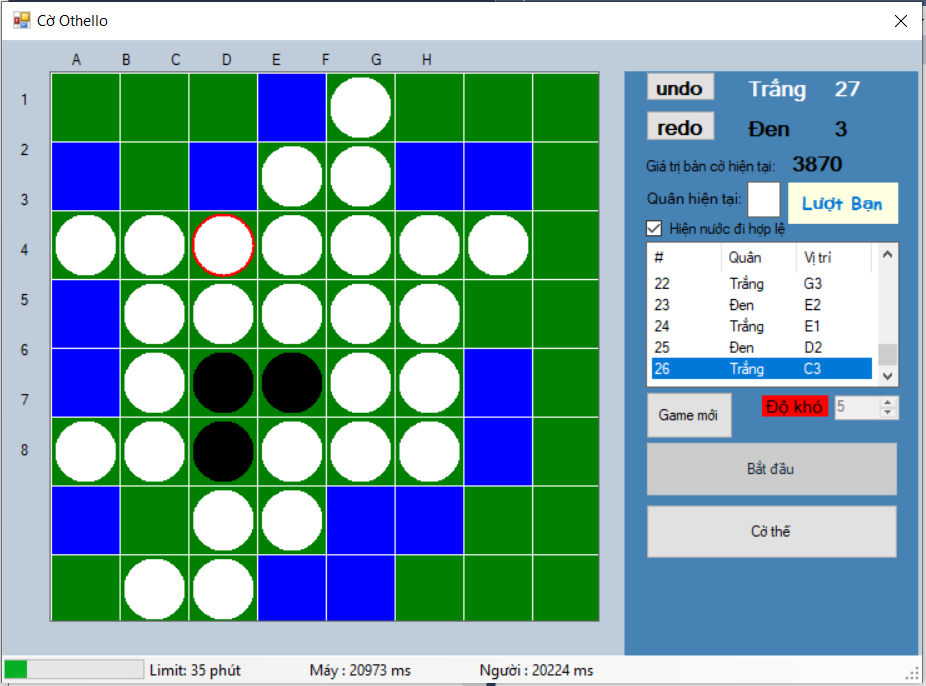 Cờ Othello
A B C D E F G H
1
2
3
4
5
6
7
8
undo Trắng 27
redo Đen 3
Giá trị bàn cờ hiện tại: 3870
Quân hiện tại: Lượt Bạn
Hiện nước đi hợp lệ
# Quân Vị trí
22 Trắng G3
23 Đen E2
24 Trắng E1
25 Đen D2
26 Trắng C3
Game mới Độ khó 5
Bắt đầu
Cờ thế
Limit: 35 phút Máy : 20973 ms Người : 20224 ms